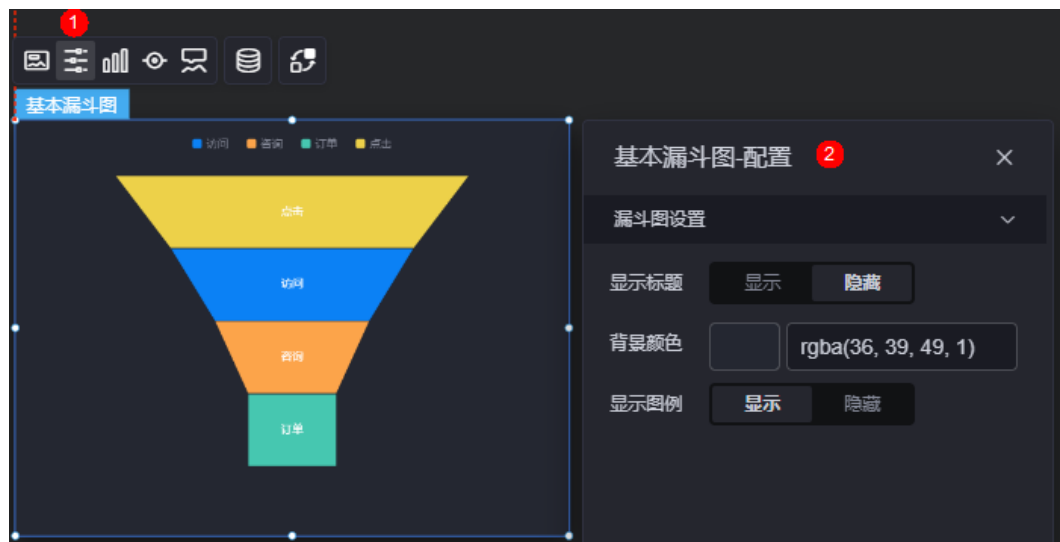 1
基本漏斗图
访问 咨询 订单 点击
点击
访问
咨询
订单
基本漏斗图-配置 2
漏斗图设置
显示标题 显示 隐藏
背景颜色 rgba(36, 39, 49, 1)
显示图例 显示 隐藏